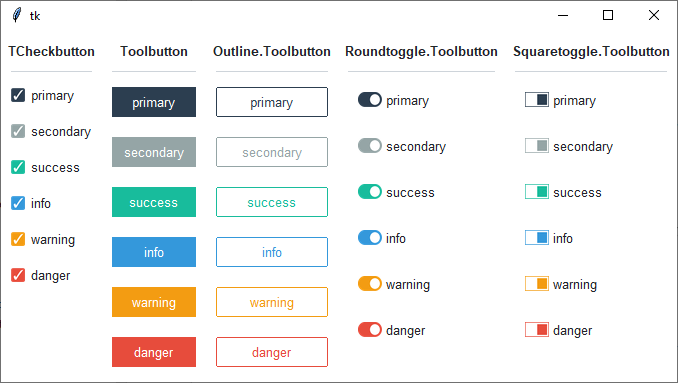 tk
TCheckbutton Toolbutton Outline.Toolbutton Roundtoggle.Toolbutton Squaretoggle.Toolbutton
primary primary primary primary primary
secondary secondary secondary secondary secondary
success success success success success
info info info info info
warning warning warning warning warning
danger danger danger danger danger